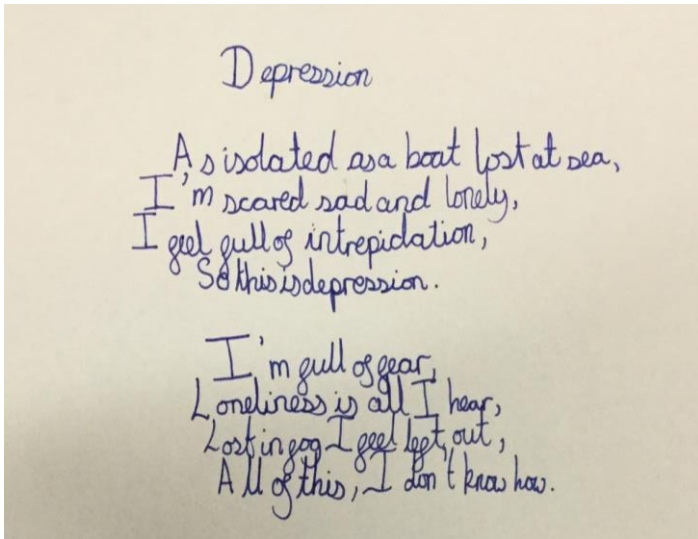 Depression
As isolated as a boat lost at sea,
I'm scared sad and lonely,
I feel full of intrepidation,
So this is depression.
I'm full of fear,
Loneliness is all I hear,
Lost in fog I feel left out,
All of this, I don't know how.